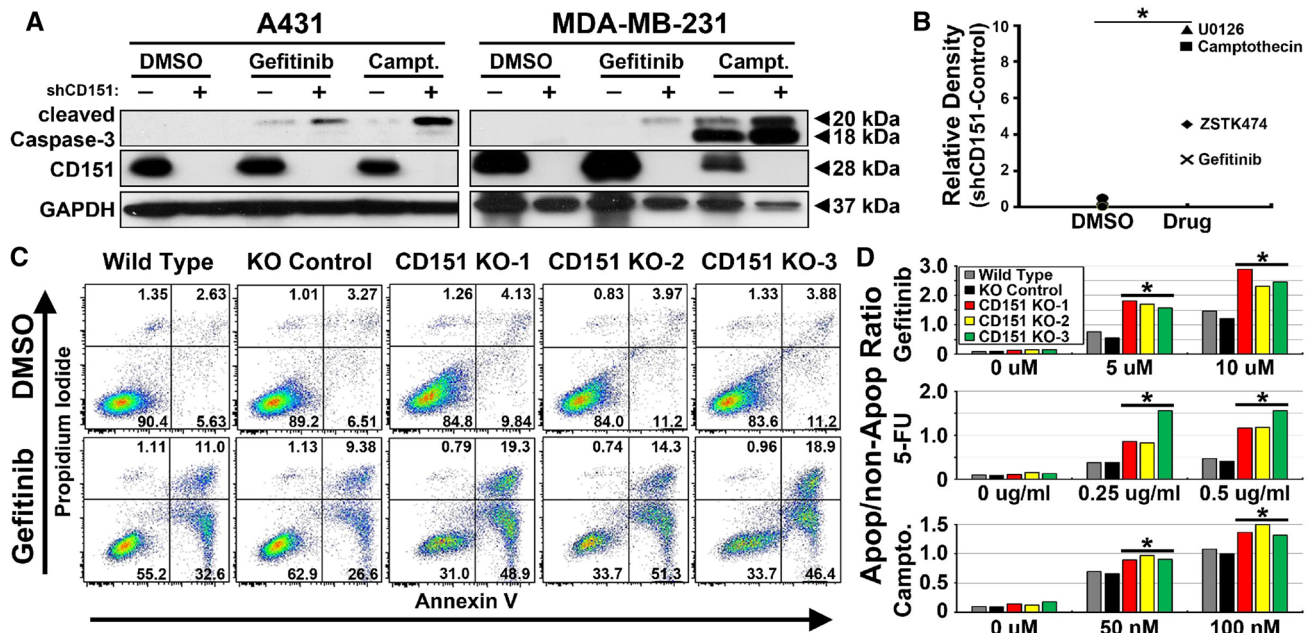 A
A431
MDA-MB-231
DMSO Gefitinib Campt. DMSO Gefitinib Campt.
shCD151: – + – + – + – + – + – +
cleaved
Caspase-3
◄20 kDa
◄18 kDa
CD151
◄28 kDa
GAPDH
◄37 kDa
B
Relative Density
(shCD151-Control)
10
8
6
4
2
0
*
U0126
Camptothecin
ZSTK474
Gefitinib
DMSO Drug
C
Wild Type KO Control CD151 KO-1 CD151 KO-2 CD151 KO-3
DMSO
Gefitinib
Propidium Iodide
1.35 2.63 1.01 3.27 1.26 4.13 0.83 3.97 1.33 3.88
90.4 5.63 89.2 6.51 84.8 9.84 84.0 11.2 83.6 11.2
1.11 11.0 1.13 9.38 0.79 19.3 0.74 14.3 0.96 18.9
55.2 32.6 62.9 26.6 31.0 48.9 33.7 51.3 33.7 46.4
Annexin V
D
Apop/non-Apop Ratio
Gefitinib
3.0
2.0
1.0
0
Wild Type
KO Control
CD151 KO-1
CD151 KO-2
CD151 KO-3
* *
0 uM 5 uM 10 uM
5-FU
2.0
1.0
0
* *
0 ug/ml 0.25 ug/ml 0.5 ug/ml
Campto.
1.5
1.0
0.5
0
* *
0 uM 50 nM 100 nM